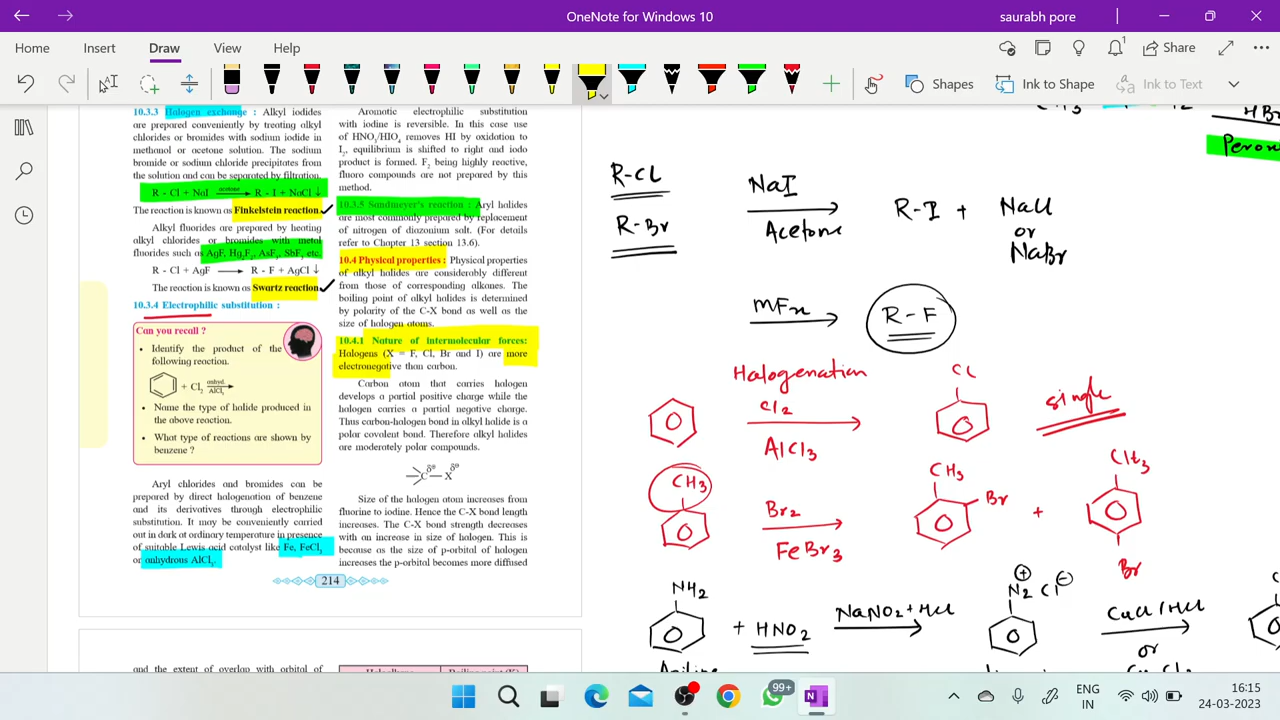 OneNote for Windows 10
saurabh pore
Home Insert Draw View Help
Share
Shapes
Ink to Shape
Ink to Text
10.3.3 Halogen exchange : Alkyl iodides
are prepared conveniently by treating alkyl
chlorides or bromides with sodium iodide in
methanol or acetone solution. The sodium
bromide or sodium chloride precipitates from
the solution and can be separated by filtration.
R - Cl + NaI acetone R - I + NaCl ↓
The reaction is known as Finkelstein reaction.
Alkyl fluorides are prepared by heating
alkyl chlorides or bromides with metal
fluorides such as AgF, Hg2F2, AsF3, SbF3 etc.
R - Cl + AgF ⟶ R - F + AgCl ↓
The reaction is known as Swartz reaction
10.3.4 Electrophilic substitution :
Can you recall ?
• Identify the product of the
following reaction.
+ Cl2 anhyd. AlCl3
• Name the type of halide produced in
the above reaction.
• What type of reactions are shown by
benzene ?
Aryl chlorides and bromides can be
prepared by direct halogenation of benzene
and its derivatives through electrophilic
substitution. It may be conveniently carried
out in dark at ordinary temperature in presence
of suitable Lewis acid catalyst like Fe, FeCl3
or anhydrous AlCl3.
Aromatic electrophilic substitution
with iodine is reversible. In this case use
of HNO3/HIO4 removes HI by oxidation to
I2, equilibrium is shifted to right and iodo
product is formed. F2 being highly reactive,
fluoro compounds are not prepared by this
method.
10.3.5 Sandmeyer's reaction : Aryl halides
are most commonly prepared by replacement
of nitrogen of diazonium salt. (For details
refer to Chapter 13 section 13.6).
10.4 Physical properties : Physical properties
of alkyl halides are considerably different
from those of corresponding alkanes. The
boiling point of alkyl halides is determined
by polarity of the C-X bond as well as the
size of halogen atoms.
10.4.1 Nature of intermolecular forces:
Halogens (X = F, Cl, Br and I) are more
electronegative than carbon.
Carbon atom that carries halogen
develops a partial positive charge while the
halogen carries a partial negative charge.
Thus carbon-halogen bond in alkyl halide is a
polar covalent bond. Therefore alkyl halides
are moderately polar compounds.
C δ⊕ — X δ⊖
Size of the halogen atom increases from
fluorine to iodine. Hence the C-X bond length
increases. The C-X bond strength decreases
with an increase in size of halogen. This is
because as the size of p-orbital of halogen
increases the p-orbital becomes more diffused
214
and the extent of overlap with orbital of
HBr
Perox
R-Cl
R-Br
NaI
Acetone
R-I +
NaCl
or
NaBr
MFx
R-F
Halogenation
Cl2
AlCl3
Cl
single
CH3
Br2
FeBr3
CH3
Br
+
CH3
Br
NH2
+ HNO2
NaNO2+HCl
N2 Cl
CuCl/HCl
or
99+
ENG
IN
16:15
24-03-2023